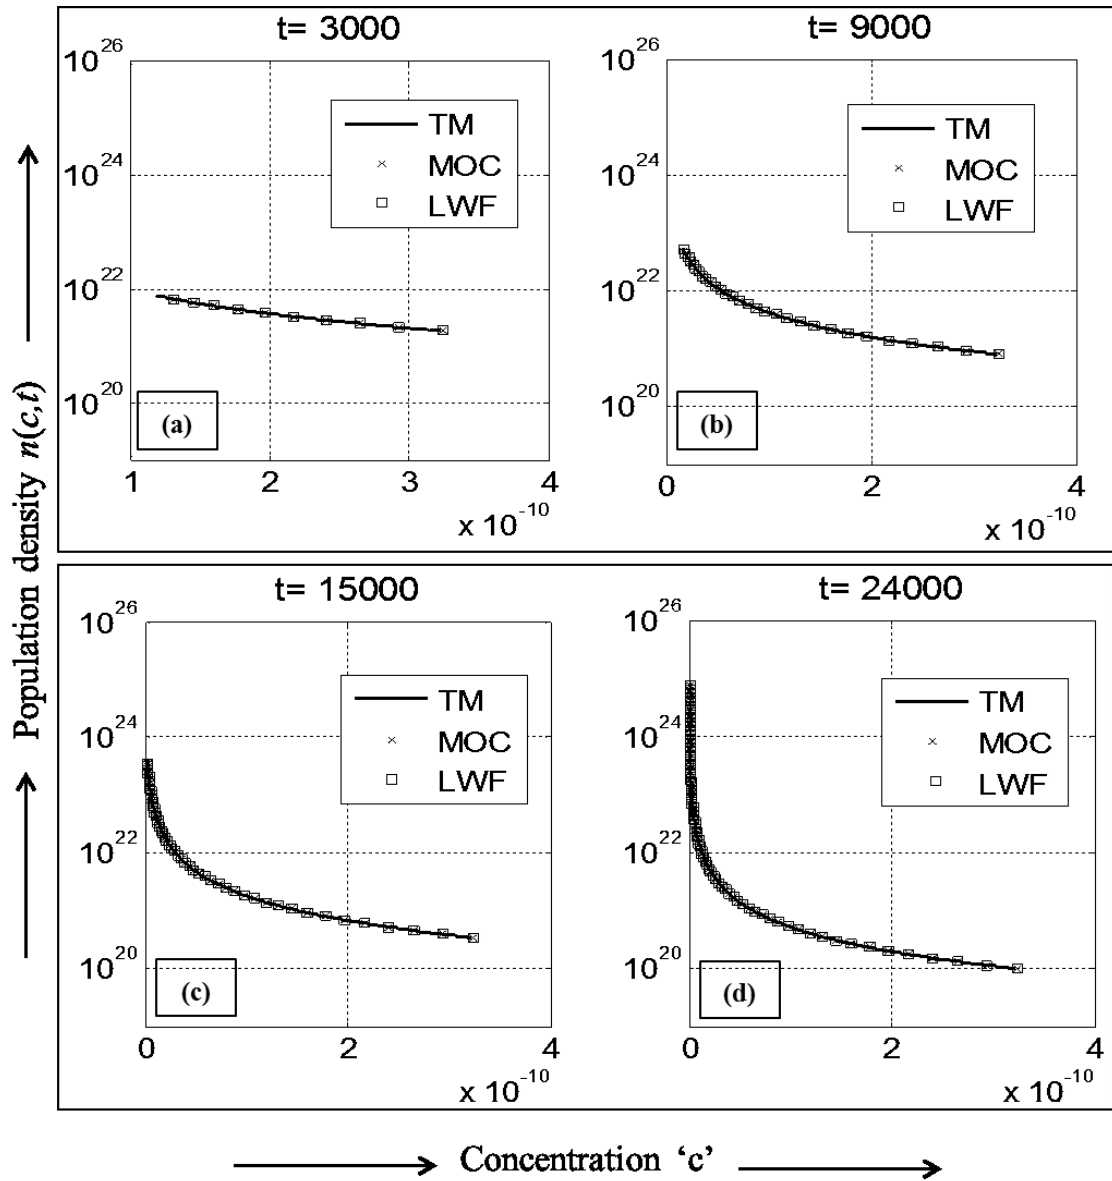 t= 3000
10^26
10^24
10^22
10^20
TM
MOC
LWF
(a)
1 2 3 4
x 10^-10
t= 9000
10^26
10^24
10^22
10^20
TM
MOC
LWF
(b)
0 2 4
x 10^-10
t= 15000
10^26
10^24
10^22
10^20
TM
MOC
LWF
(c)
0 2 4
x 10^-10
t= 24000
10^26
10^24
10^22
10^20
TM
MOC
LWF
(d)
0 2 4
x 10^-10
Population density n(c,t)
Concentration ‘c’